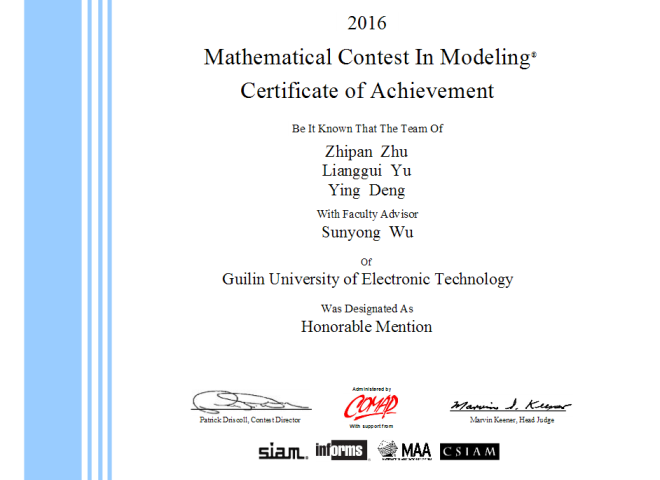 2016
Mathematical Contest In Modeling®
Certificate of Achievement
Be It Known That The Team Of
Zhipan Zhu
Lianggui Yu
Ying Deng
With Faculty Advisor
Sunyong Wu
Of
Guilin University of Electronic Technology
Was Designated As
Honorable Mention
Administered by
COMAP
With support from
Patrick Driscoll, Contest Director
Marvin J. Keener
Marvin Keener, Head Judge
siam. informs MAA CSIAM